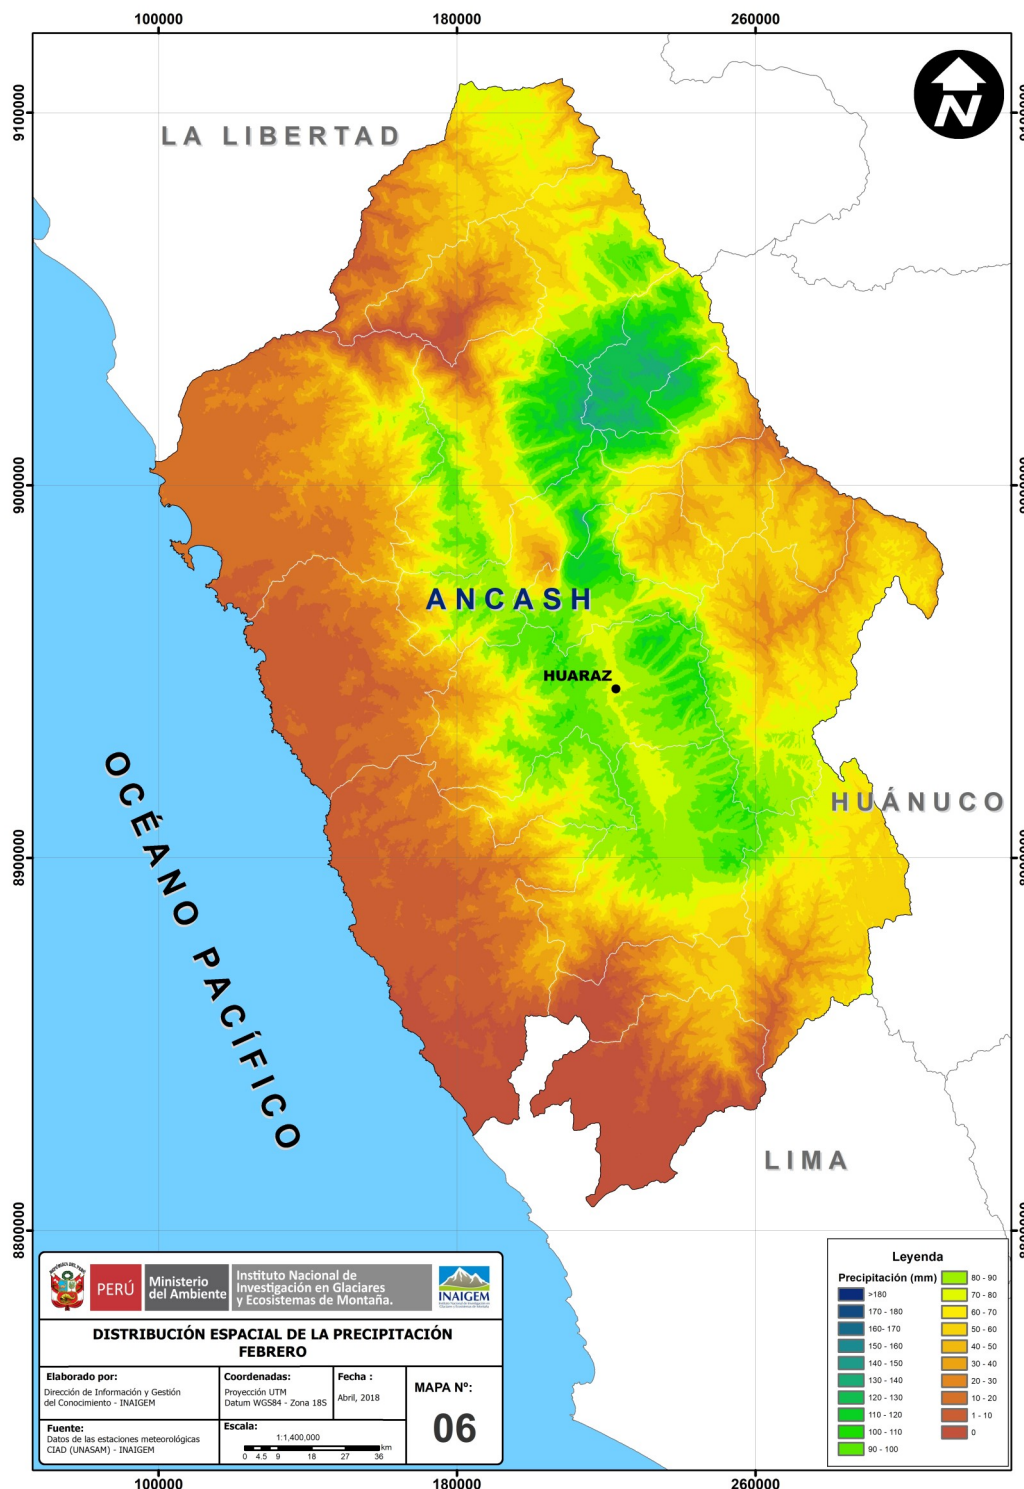 100000
180000
260000
9100000
9100000
LA LIBERTAD
N
9000000
9000000
ANCASH
HUARAZ
OCÉANO PACÍFICO
HUÁNUCO
8900000
8900000
LIMA
8800000
8800000
PERÚ
Ministerio
del Ambiente
Instituto Nacional de
Investigación en Glaciares
y Ecosistemas de Montaña.
INAIGEM
DISTRIBUCIÓN ESPACIAL DE LA PRECIPITACIÓN
FEBRERO
Elaborado por:
Dirección de Información y Gestión
del Conocimiento - INAIGEM
Coordenadas:
Proyección UTM
Datum WGS84 - Zona 18S
Fecha :
Abril, 2018
MAPA Nº:
06
Fuente:
Datos de las estaciones meteorológicas
CIAD (UNASAM) - INAIGEM
Escala:
1:1,400,000
km
0 4.5 9 18 27 36
Leyenda
Precipitación (mm)
>180
170 - 180
160- 170
150 - 160
140 - 150
130 - 140
120 - 130
110 - 120
100 - 110
90 - 100
80 - 90
70 - 80
60 - 70
50 - 60
40 - 50
30 - 40
20 - 30
10 - 20
1 - 10
0
100000
180000
260000